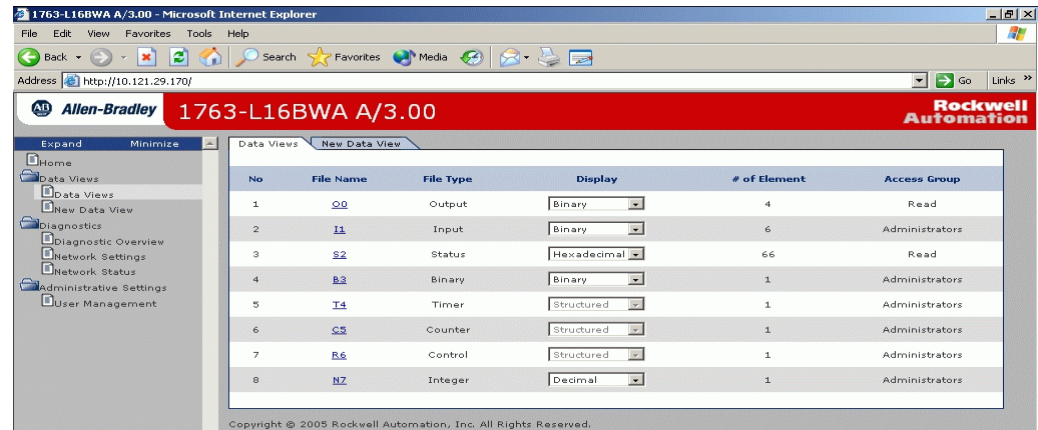 1763-L16BWA A/3.00 - Microsoft Internet Explorer
File Edit View Favorites Tools Help
Back Search Favorites Media
Address http://10.121.29.170/ Go Links »
AB Allen-Bradley 1763-L16BWA A/3.00 Rockwell Automation
Expand Minimize
Home
Data Views
Data Views
New Data View
Diagnostics
Diagnostic Overview
Network Settings
Network Status
Administrative Settings
User Management
Data Views New Data View
No File Name File Type Display # of Element Access Group
1 O0 Output Binary 4 Read
2 I1 Input Binary 6 Administrators
3 S2 Status Hexadecimal 66 Read
4 B3 Binary Binary 1 Administrators
5 T4 Timer Structured 1 Administrators
6 C5 Counter Structured 1 Administrators
7 R6 Control Structured 1 Administrators
8 N7 Integer Decimal 1 Administrators
Copyright © 2005 Rockwell Automation, Inc. All Rights Reserved.